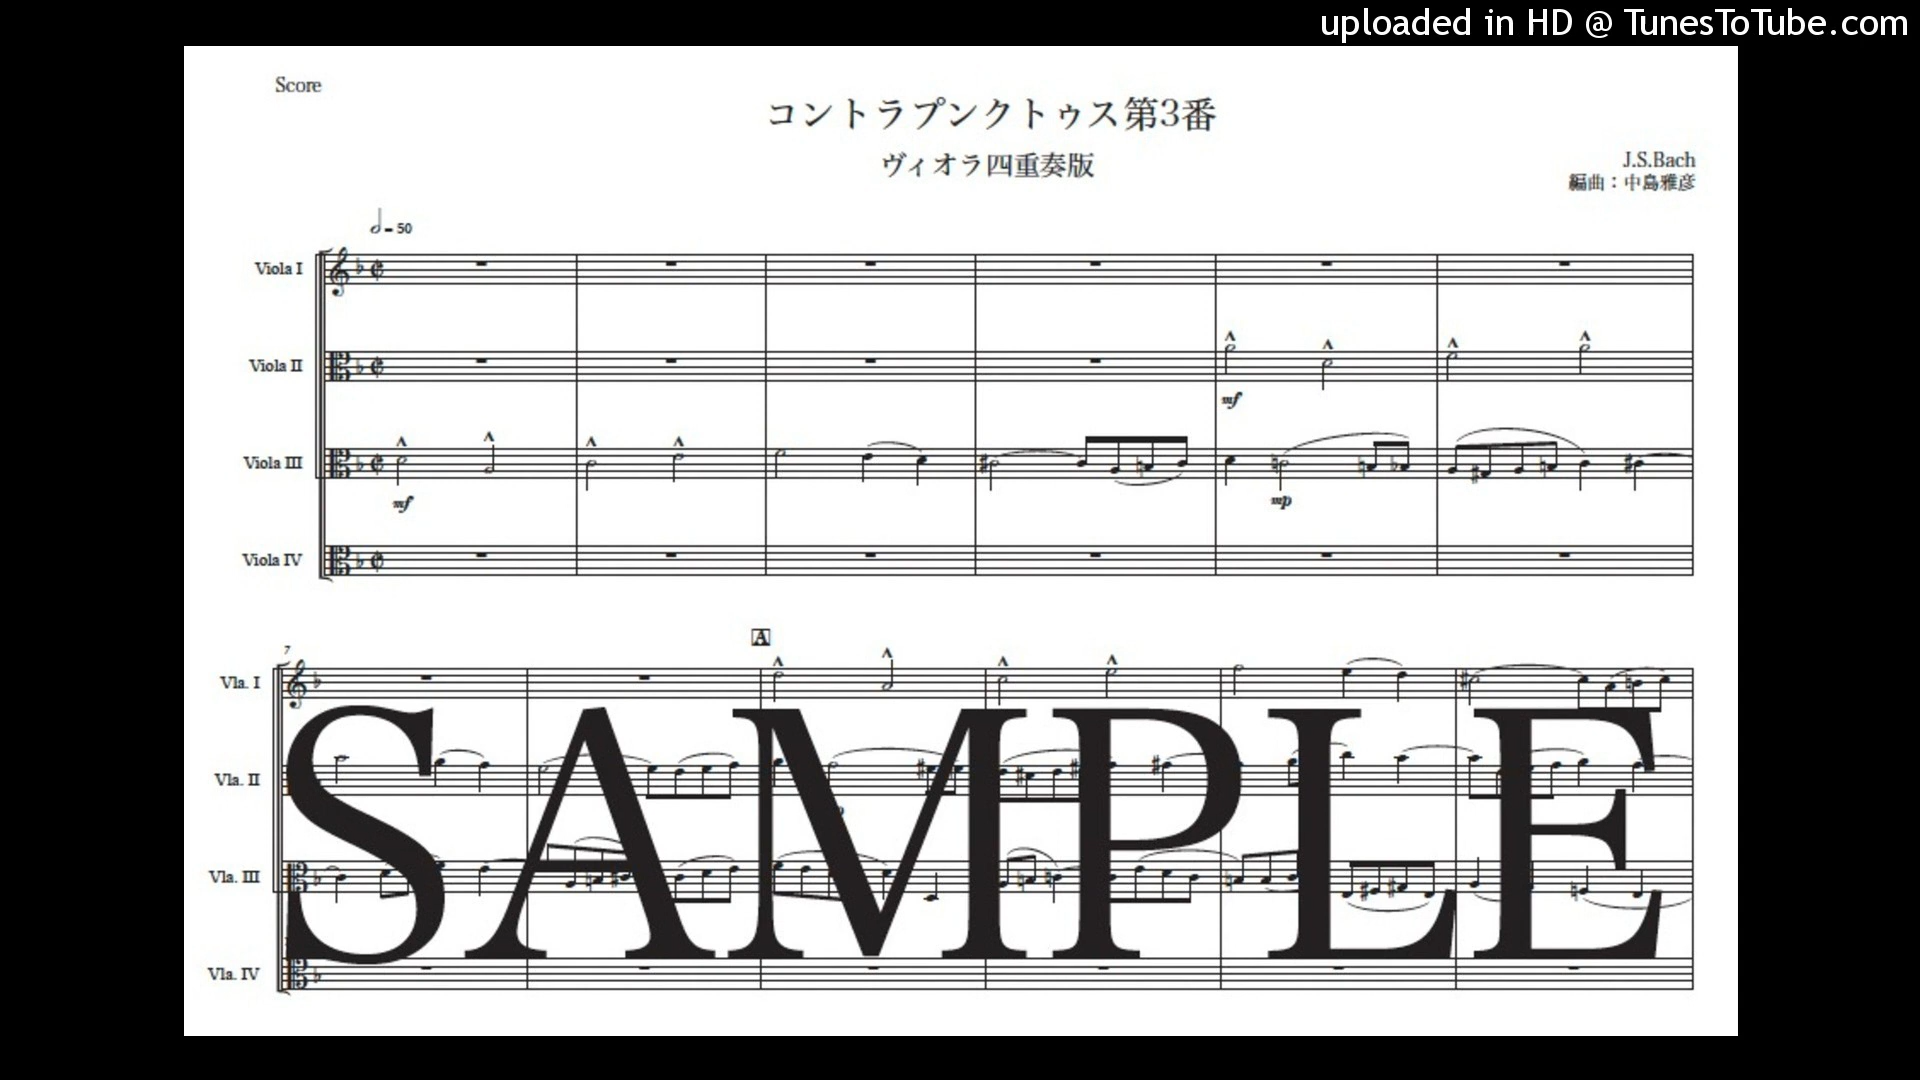 uploaded in HD @ TunesToTube.com
Score
コントラプンクトゥス第3番
ヴィオラ四重奏版
J.S.Bach
編曲：中島雅彦
= 50
Viola I
Viola II
mf
Viola III
mf
mp
Viola IV
A
7
Vla. I
Vla. II
Vla. III
Vla. IV
SAMPLE